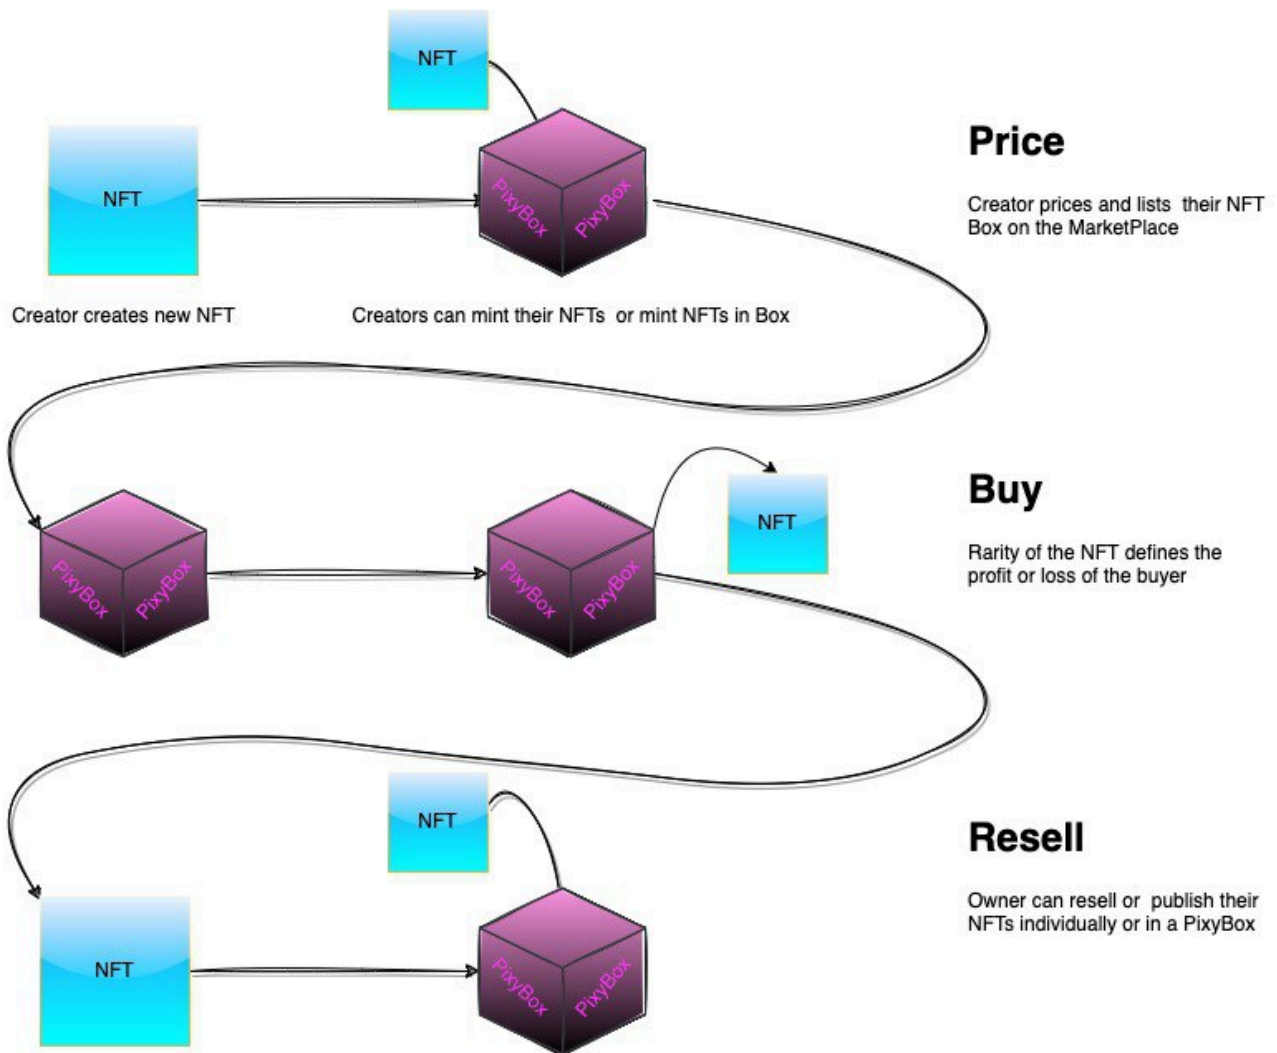 NFT
NFT
PixyBox PixyBox
Price
Creator prices and lists  their NFT
Box on the MarketPlace
Creator creates new NFT
Creators can mint their NFTs  or mint NFTs in Box
PixyBox PixyBox
PixyBox PixyBox
NFT
Buy
Rarity of the NFT defines the
profit or loss of the buyer
NFT
NFT
PixyBox PixyBox
Resell
Owner can resell or  publish their
NFTs individually or in a PixyBox